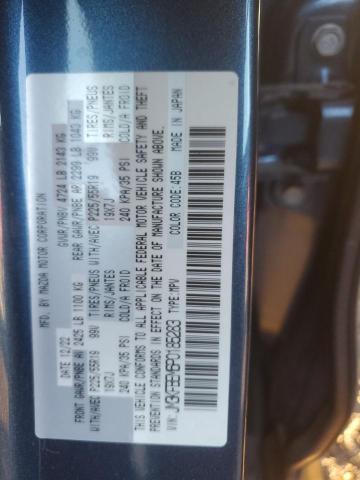 MFD. BY MAZDA MOTOR CORPORATION
DATE: 12/22 GVWR/PNBV 4724 LB 2143 KG
FRONT GAWR/PNBE AV 2425 LB 1100 KG REAR GAWR/PNBE AR 2299 LB 1043 KG
WITH/AVEC P225/55R19 99V TIRES/PNEUS WITH/AVEC P225/55R19 99V TIRES/PNEUS
19X7J RIMS/JANTES 19X7J RIMS/JANTES
240 KPA/35 PSI COLD/A FROID 240 KPA/35 PSI COLD/A FROID
THIS VEHICLE CONFORMS TO ALL APPLICABLE FEDERAL MOTOR VEHICLE SAFETY AND THEFT
PREVENTION STANDARDS IN EFFECT ON THE DATE OF MANUFACTURE SHOWN ABOVE.
VIN: TYPE: MPV COLOR CODE: 45B MADE IN JAPAN